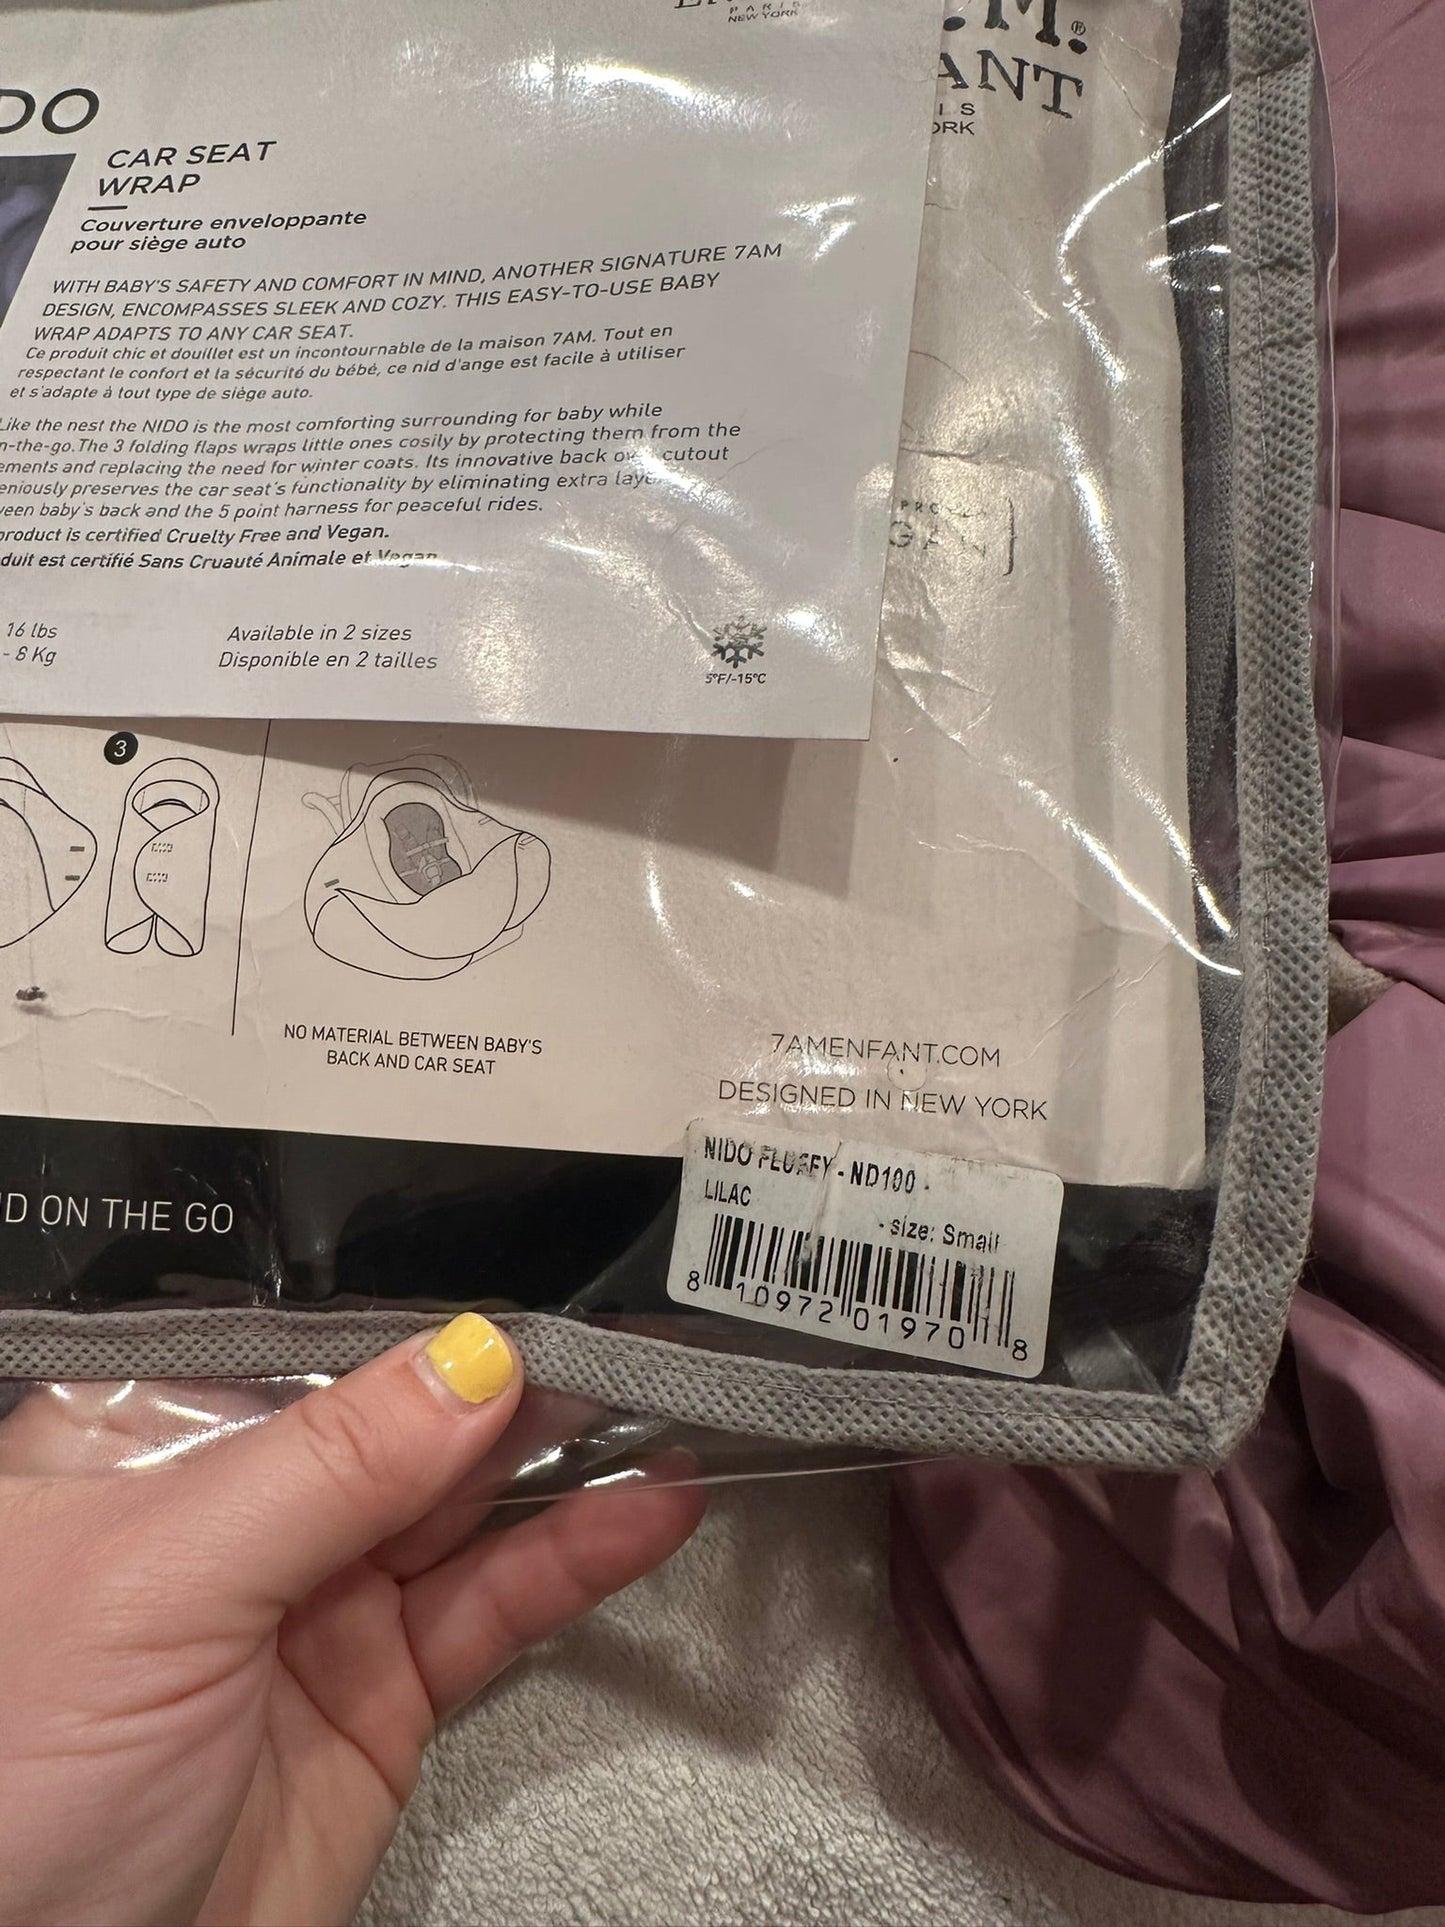 PARIS
NEW YORK
.M.®
ANT
I S
ORK
DO
CAR SEAT
WRAP
Couverture enveloppante
pour siège auto
WITH BABY'S SAFETY AND COMFORT IN MIND, ANOTHER SIGNATURE 7AM
DESIGN, ENCOMPASSES SLEEK AND COZY. THIS EASY-TO-USE BABY
WRAP ADAPTS TO ANY CAR SEAT.
Ce produit chic et douillet est un incontournable de la maison 7AM. Tout en
respectant le confort et la sécurité du bébé, ce nid d'ange est facile à utiliser
et s'adapte à tout type de siège auto.
Like the nest the NIDO is the most comforting surrounding for baby while
n-the-go. The 3 folding flaps wraps little ones cosily by protecting them from the
ements and replacing the need for winter coats. Its innovative back cutout
eniously preserves the car seat's functionality by eliminating extra
ween baby's back and the 5 point harness for peaceful rides.
product is certified Cruelty Free and Vegan.
duit est certifié Sans Cruauté Animale et Vegan
16 lbs
- 8 Kg
Available in 2 sizes
Disponible en 2 tailles
5°F/-15°C
GAN
3
NO MATERIAL BETWEEN BABY'S
BACK AND CAR SEAT
7AMENFANT.COM
DESIGNED IN NEW YORK
D ON THE GO
NIDO FLUFFY - ND100 -
LILAC
- size: Small
8 10972 01970 8